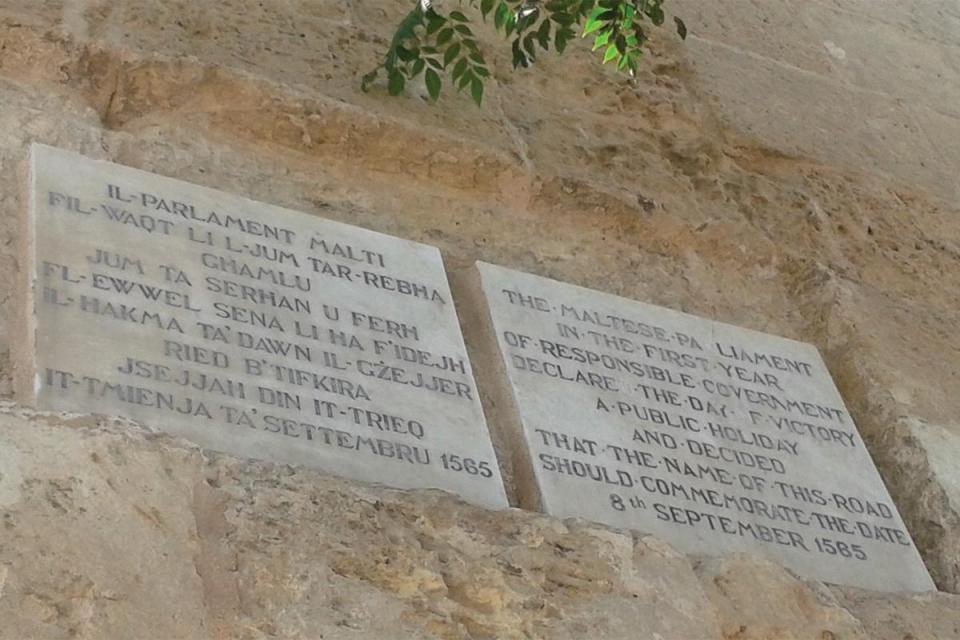 IL-PARLAMENT MALTI
FIL-WAQT LI L-JUM TAR-REBHA
GHAMLU
JUM TA SERHAN U FERH
FL-EWWEL SENA LI HA F'IDEJH
IL-HAKMA TA' DAWN IL-GŻEJJER
RIED B'TIFKIRA
JSEJJAH DIN IT-TRIEQ
IT-TMIENJA TA' SETTEMBRU 1565
THE·MALTESE·PA LIAMENT
IN·THE·FIRST·YEAR
OF·RESPONSIBLE·GOVERNMENT
DECLARE THE·DAY F·VICTORY
A·PUBLIC·HOLIDAY
AND·DECIDED
THAT·THE·NAME·OF·THIS·ROAD
SHOULD·COMMEMORATE·THE·DATE
8th SEPTEMBER 1565